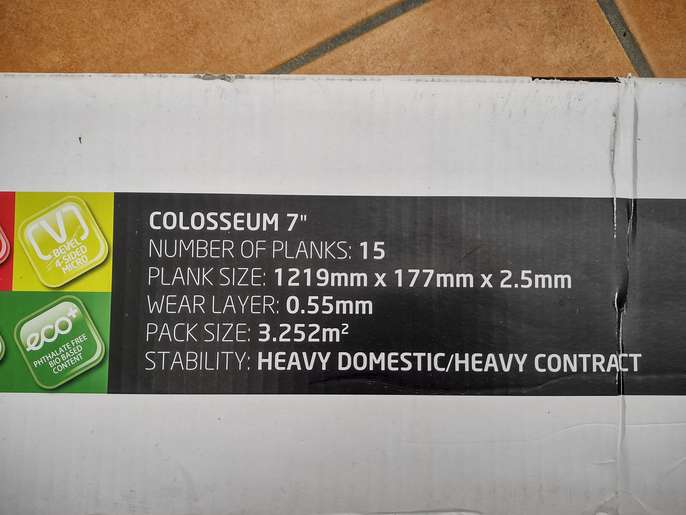 COLOSSEUM 7"
NUMBER OF PLANKS: 15
PLANK SIZE: 1219mm x 177mm x 2.5mm
WEAR LAYER: 0.55mm
PACK SIZE: 3.252m²
STABILITY: HEAVY DOMESTIC/HEAVY CONTRACT
[V]
BEVEL
4-SIDED
MICRO
eco+
PHTHALATE FREE
BIO BASED
CONTENT